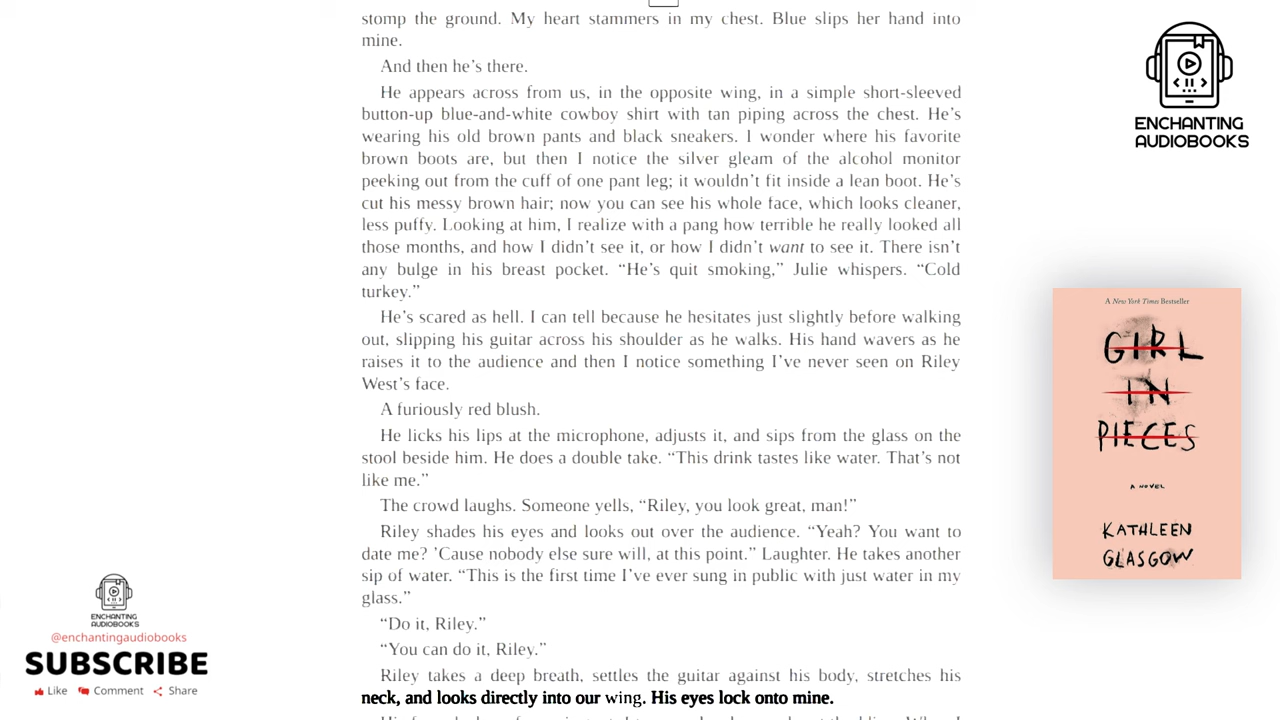 stomp the ground. My heart stammers in my chest. Blue slips her hand into
mine.
And then he’s there.
He appears across from us, in the opposite wing, in a simple short-sleeved
button-up blue-and-white cowboy shirt with tan piping across the chest. He’s
wearing his old brown pants and black sneakers. I wonder where his favorite
brown boots are, but then I notice the silver gleam of the alcohol monitor
peeking out from the cuff of one pant leg; it wouldn’t fit inside a lean boot. He’s
cut his messy brown hair; now you can see his whole face, which looks cleaner,
less puffy. Looking at him, I realize with a pang how terrible he really looked all
those months, and how I didn’t see it, or how I didn’t want to see it. There isn’t
any bulge in his breast pocket. “He’s quit smoking,” Julie whispers. “Cold
turkey.”
He’s scared as hell. I can tell because he hesitates just slightly before walking
out, slipping his guitar across his shoulder as he walks. His hand wavers as he
raises it to the audience and then I notice something I’ve never seen on Riley
West’s face.
A furiously red blush.
He licks his lips at the microphone, adjusts it, and sips from the glass on the
stool beside him. He does a double take. “This drink tastes like water. That’s not
like me.”
The crowd laughs. Someone yells, “Riley, you look great, man!”
Riley shades his eyes and looks out over the audience. “Yeah? You want to
date me? ’Cause nobody else sure will, at this point.” Laughter. He takes another
sip of water. “This is the first time I’ve ever sung in public with just water in my
glass.”
“Do it, Riley.”
“You can do it, Riley.”
Riley takes a deep breath, settles the guitar against his body, stretches his
neck, and looks directly into our wing. His eyes lock onto mine.
ENCHANTING
AUDIOBOOKS
A New York Times Bestseller
GIRL
IN
PIECES
A NOVEL
KATHLEEN
GLASGOW
ENCHANTING
AUDIOBOOKS
@enchantingaudiobooks
SUBSCRIBE
Like Comment Share